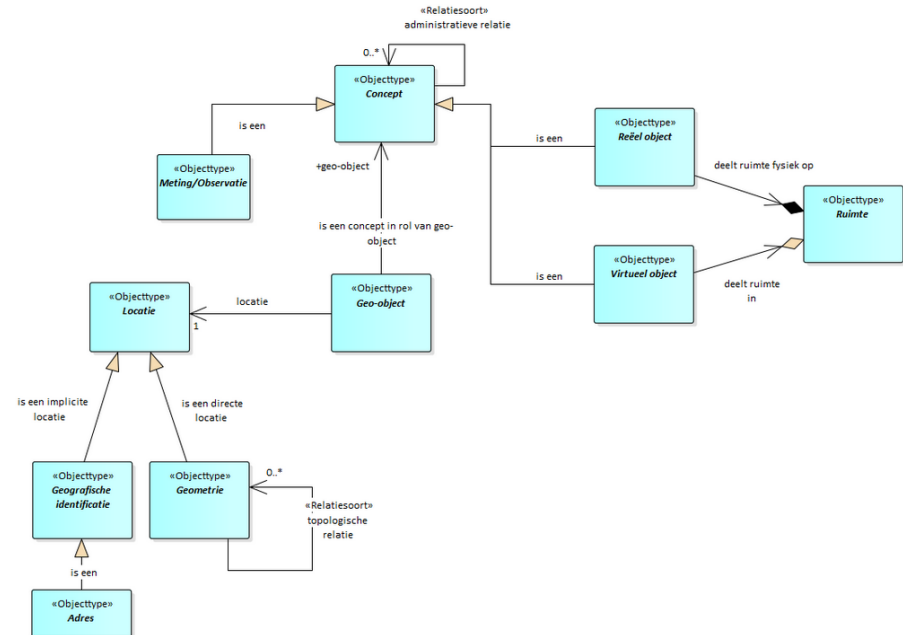 «Relatiesoort»
administratieve relatie
0..*
«Objecttype»
Concept
is een
«Objecttype»
Meting/Observatie
+geo-object
is een
«Objecttype»
Reëel object
deelt ruimte fysiek op
«Objecttype»
Ruimte
is een concept in rol van geo-
object
is een
«Objecttype»
Virtueel object
deelt ruimte
in
«Objecttype»
Locatie
1
locatie
«Objecttype»
Geo-object
is een implicite
locatie
is een directe
locatie
«Objecttype»
Geografische
identificatie
«Objecttype»
Geometrie
0..*
«Relatiesoort»
topologische
relatie
is een
«Objecttype»
Adres